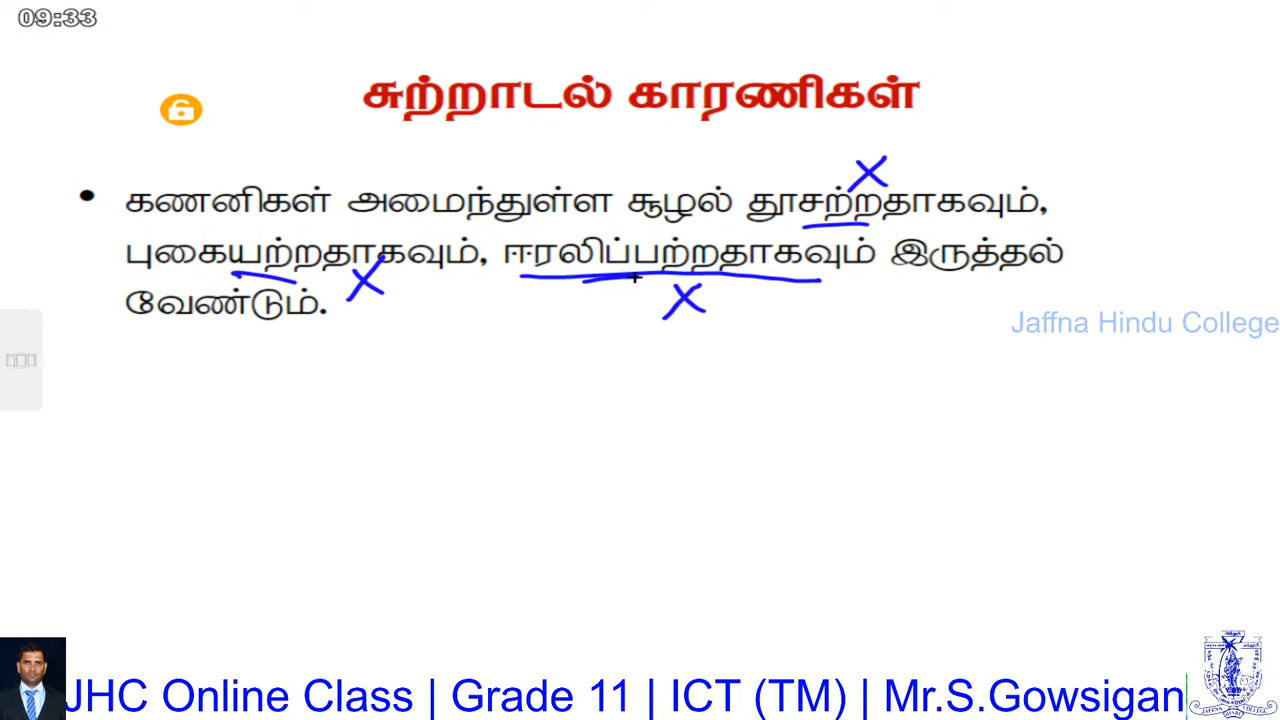 09:33
சுற்றாடல் காரணிகள்
• கணனிகள் அமைந்துள்ள சூழல் தூசற்றதாகவும்,
புகையற்றதாகவும், ஈரலிப்பற்றதாகவும் இருத்தல்
வேண்டும்.
Jaffna Hindu College
JHC Online Class | Grade 11 | ICT (TM) | Mr.S.Gowsigan